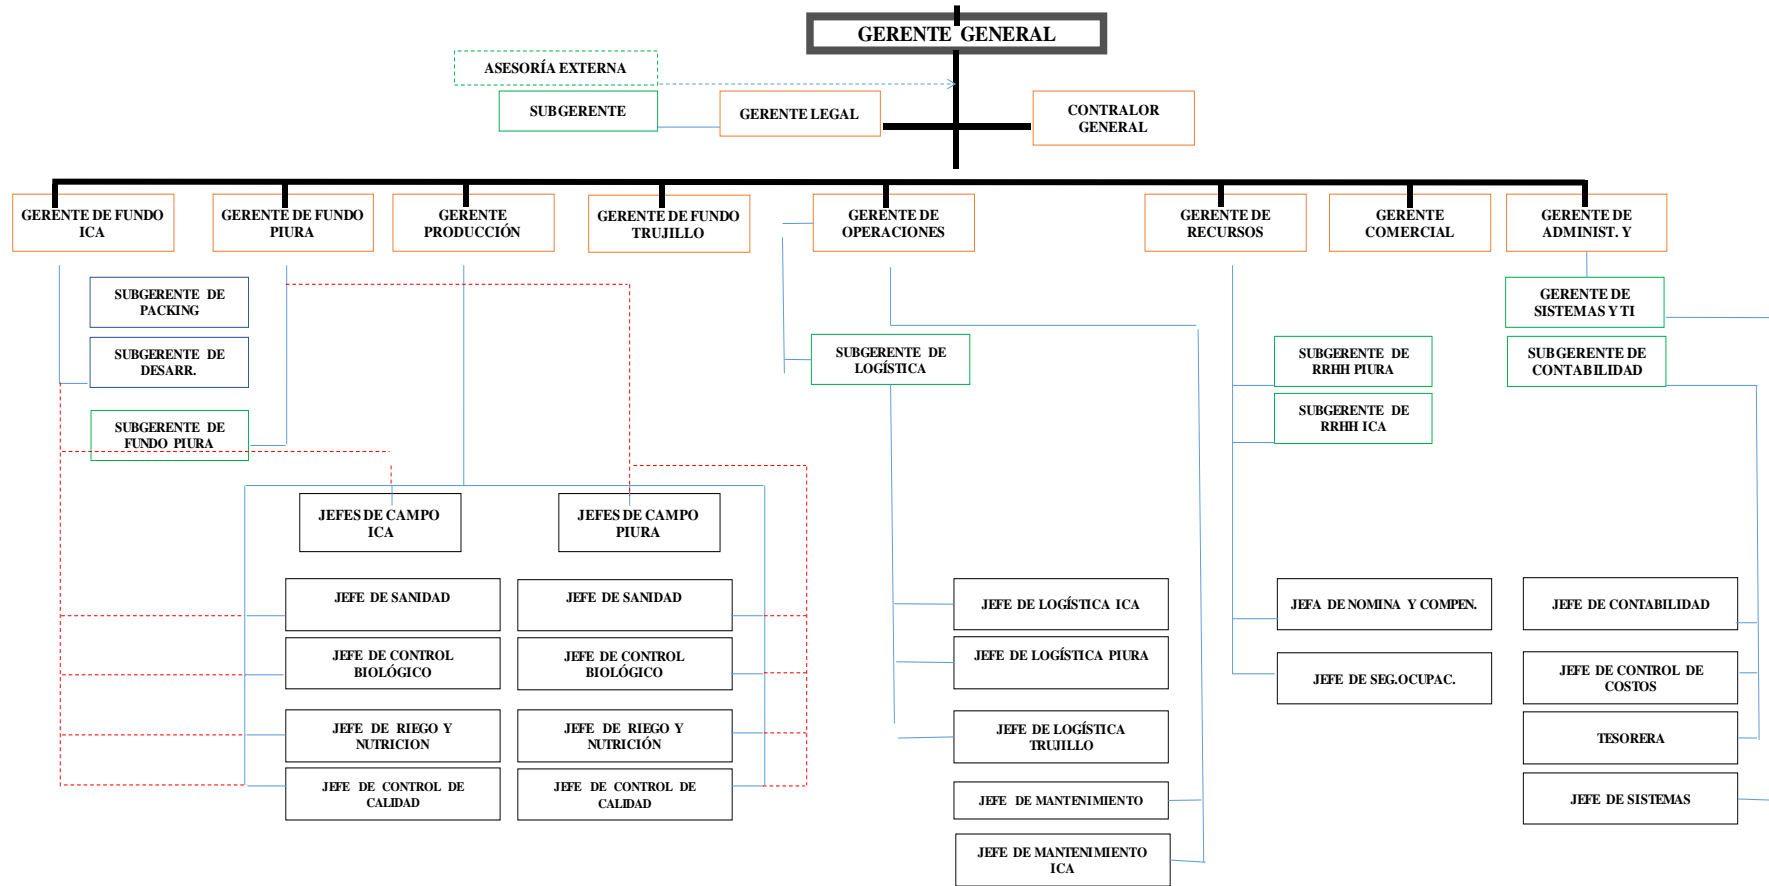 GERENTE GENERAL
ASESORÍA EXTERNA
SUBGERENTE
GERENTE LEGAL
CONTRALOR
GENERAL
GERENTE DE FUNDO
ICA
GERENTE DE FUNDO
PIURA
GERENTE
PRODUCCIÓN
GERENTE DE FUNDO
TRUJILLO
GERENTE DE
OPERACIONES
GERENTE DE
RECURSOS
GERENTE
COMERCIAL
GERENTE DE
ADMINIST. Y
SUBGERENTE DE
PACKING
SUBGERENTE DE
DESARR.
SUBGERENTE DE
FUNDO PIURA
SUBGERENTE DE
LOGÍSTICA
SUBGERENTE DE
RRHH PIURA
SUBGERENTE DE
RRHH ICA
GERENTE DE
SISTEMAS Y TI
SUBGERENTE DE
CONTABILIDAD
JEFES DE CAMPO
ICA
JEFES DE CAMPO
PIURA
JEFE DE SANIDAD
JEFE DE SANIDAD
JEFE DE CONTROL
BIOLÓGICO
JEFE DE CONTROL
BIOLÓGICO
JEFE DE RIEGO Y
NUTRICION
JEFE DE RIEGO Y
NUTRICIÓN
JEFE DE CONTROL DE
CALIDAD
JEFE DE CONTROL DE
CALIDAD
JEFE DE LOGÍSTICA ICA
JEFE DE LOGÍSTICA PIURA
JEFE DE LOGÍSTICA
TRUJILLO
JEFE DE MANTENIMIENTO
JEFE DE MANTENIMIENTO
ICA
JEFA DE NOMINA Y COMPEN.
JEFE DE SEG.OCUPAC.
JEFE DE CONTABILIDAD
JEFE DE CONTROL DE
COSTOS
TESORERA
JEFE DE SISTEMAS